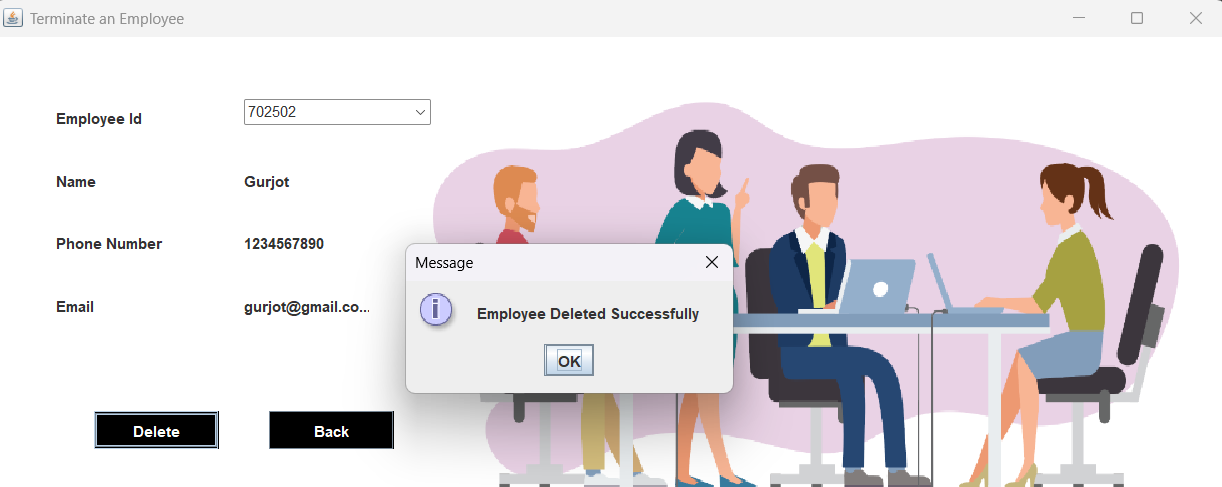 Terminate an Employee
Employee Id
702502
Name
Gurjot
Phone Number
1234567890
Email
gurjot@gmail.co...
Message
Employee Deleted Successfully
OK
Delete
Back